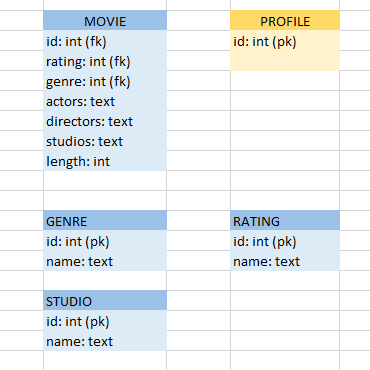 MOVIE
id: int (fk)
rating: int (fk)
genre: int (fk)
actors: text
directors: text
studios: text
length: int
PROFILE
id: int (pk)
GENRE
id: int (pk)
name: text
RATING
id: int (pk)
name: text
STUDIO
id: int (pk)
name: text